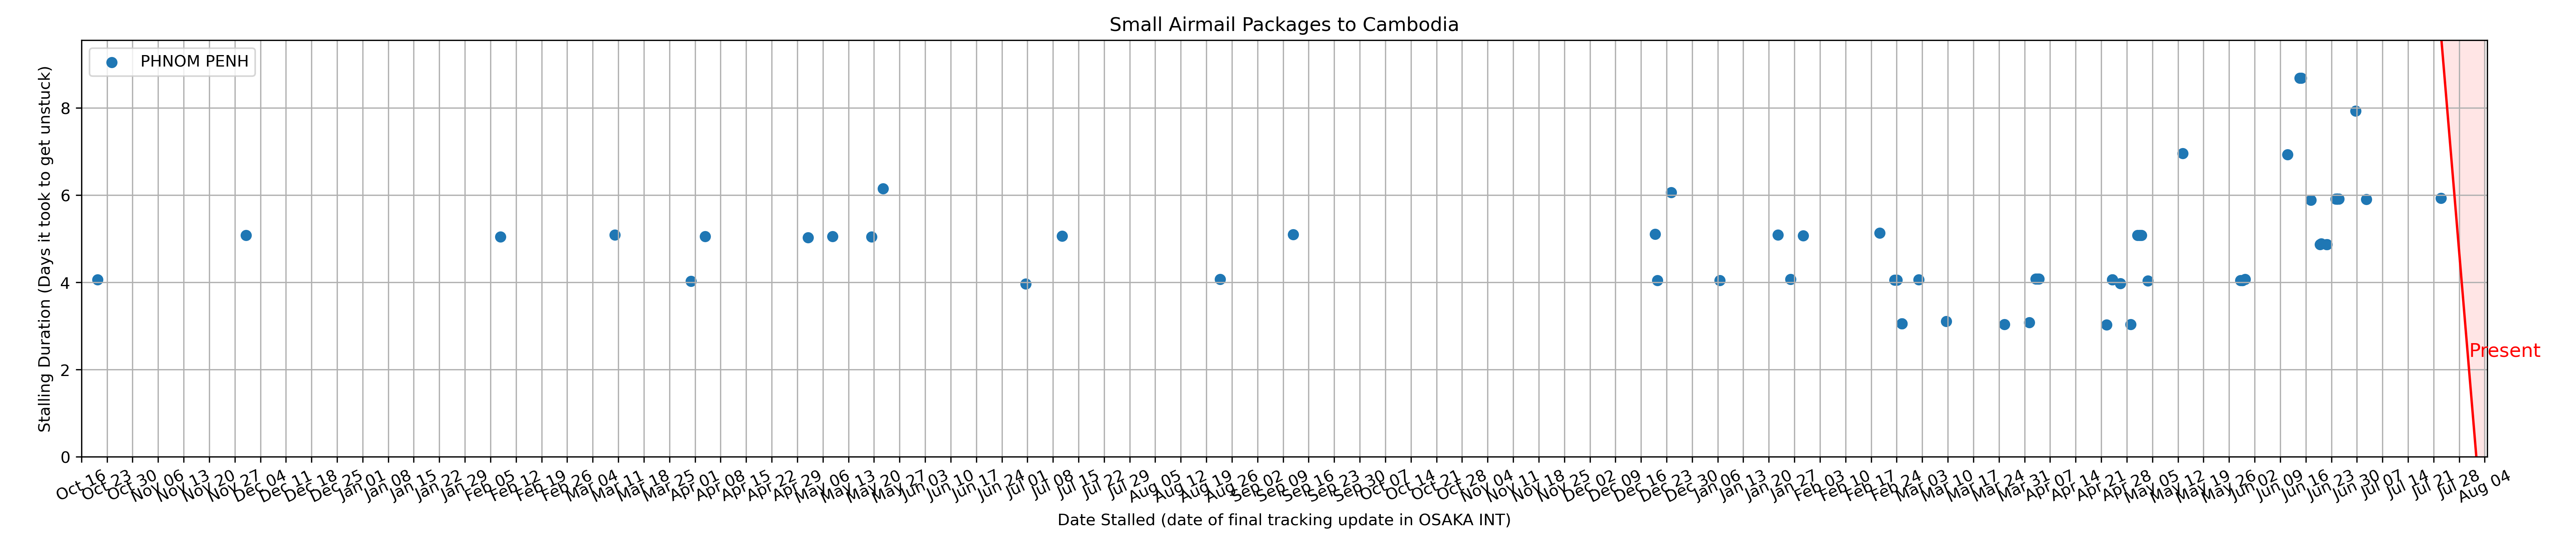 Small Airmail Packages to Cambodia
PHNOM PENH
Stalling Duration (Days it took to get unstuck)
8
6
4
2
0
Present
Oct 16 Oct 23 Oct 30 Nov 06 Nov 13 Nov 20 Nov 27 Dec 04 Dec 11 Dec 18 Dec 25 Jan 01 Jan 08 Jan 15 Jan 22 Jan 29 Feb 05 Feb 12 Feb 19 Feb 26 Mar 04 Mar 11 Mar 18 Mar 25 Apr 01 Apr 08 Apr 15 Apr 22 Apr 29 May 06 May 13 May 20 May 27 Jun 03 Jun 10 Jun 17 Jun 24 Jul 01 Jul 08 Jul 15 Jul 22 Jul 29 Aug 05 Aug 12 Aug 19 Aug 26 Sep 02 Sep 09 Sep 16 Sep 23 Sep 30 Oct 07 Oct 14 Oct 21 Oct 28 Nov 04 Nov 11 Nov 18 Nov 25 Dec 02 Dec 09 Dec 16 Dec 23 Dec 30 Jan 06 Jan 13 Jan 20 Jan 27 Feb 03 Feb 10 Feb 17 Feb 24 Mar 03 Mar 10 Mar 17 Mar 24 Mar 31 Apr 07 Apr 14 Apr 21 Apr 28 May 05 May 12 May 19 May 26 Jun 02 Jun 09 Jun 16 Jun 23 Jun 30 Jul 07 Jul 14 Jul 21 Jul 28 Aug 04
Date Stalled (date of final tracking update in OSAKA INT)